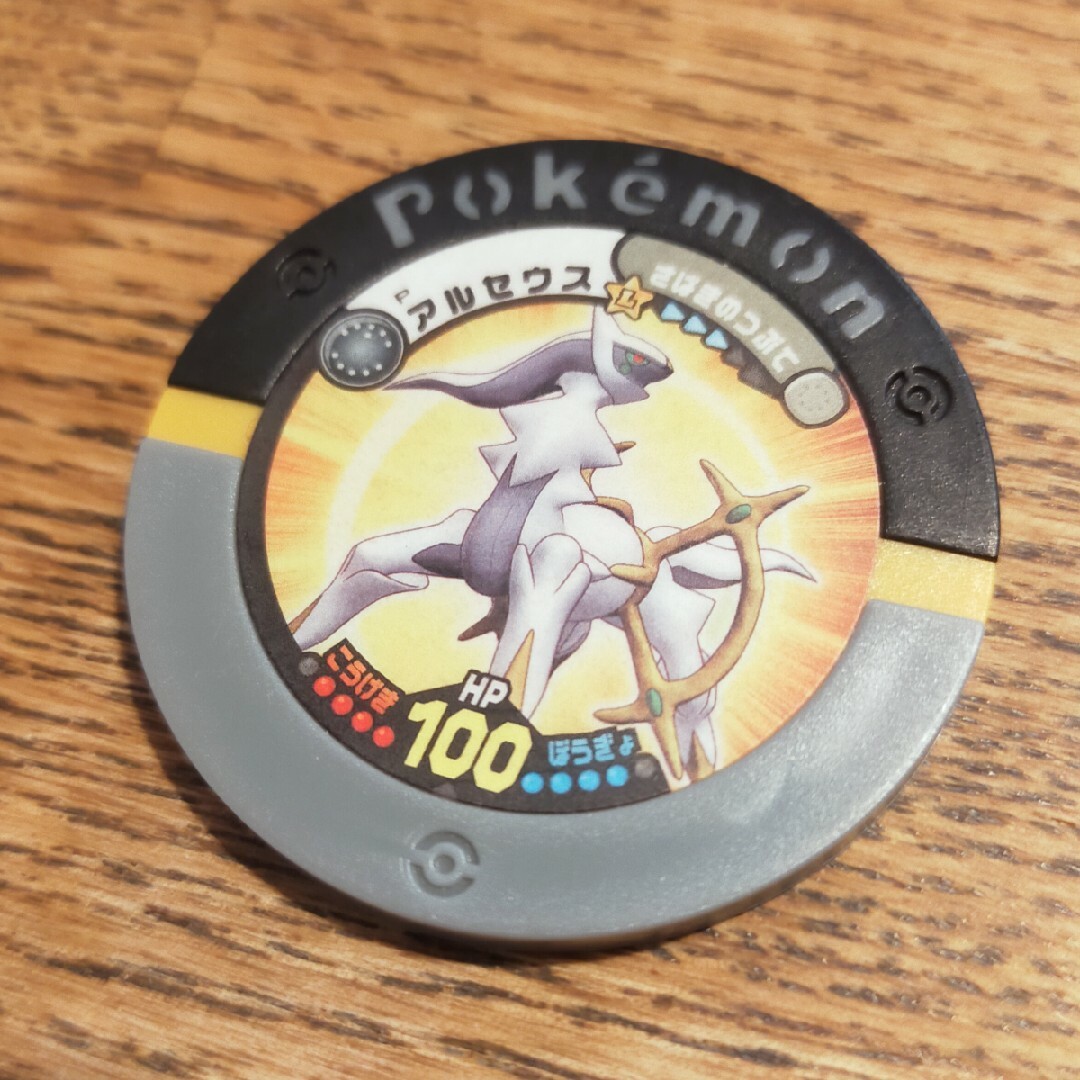 Pokémon
P
アルセウス
L
さばきのつぶて
こうげき
HP
100
ぼうぎょ